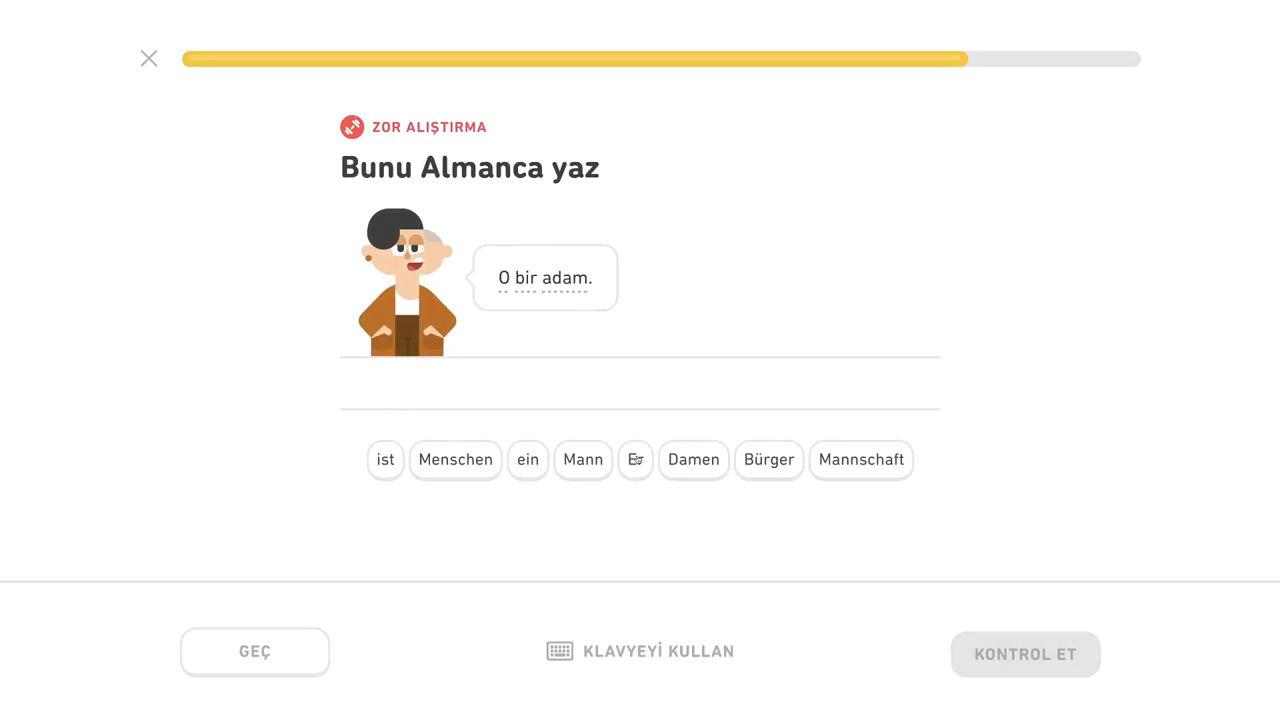 ZOR ALIŞTIRMA
Bunu Almanca yaz
O bir adam.
ist Menschen ein Mann Damen Bürger Mannschaft
GEÇ KLAVYEYİ KULLAN KONTROL ET